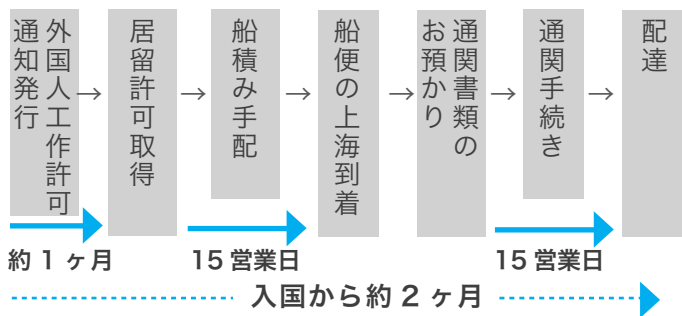 外国人工作許可
通知発行
→
居留許可取得
→
船積み手配
→
船便の上海到着
→
通関書類の
お預かり
→
通関手続き
→
配達
約1ヶ月
15営業日
15営業日
入国から約2ヶ月